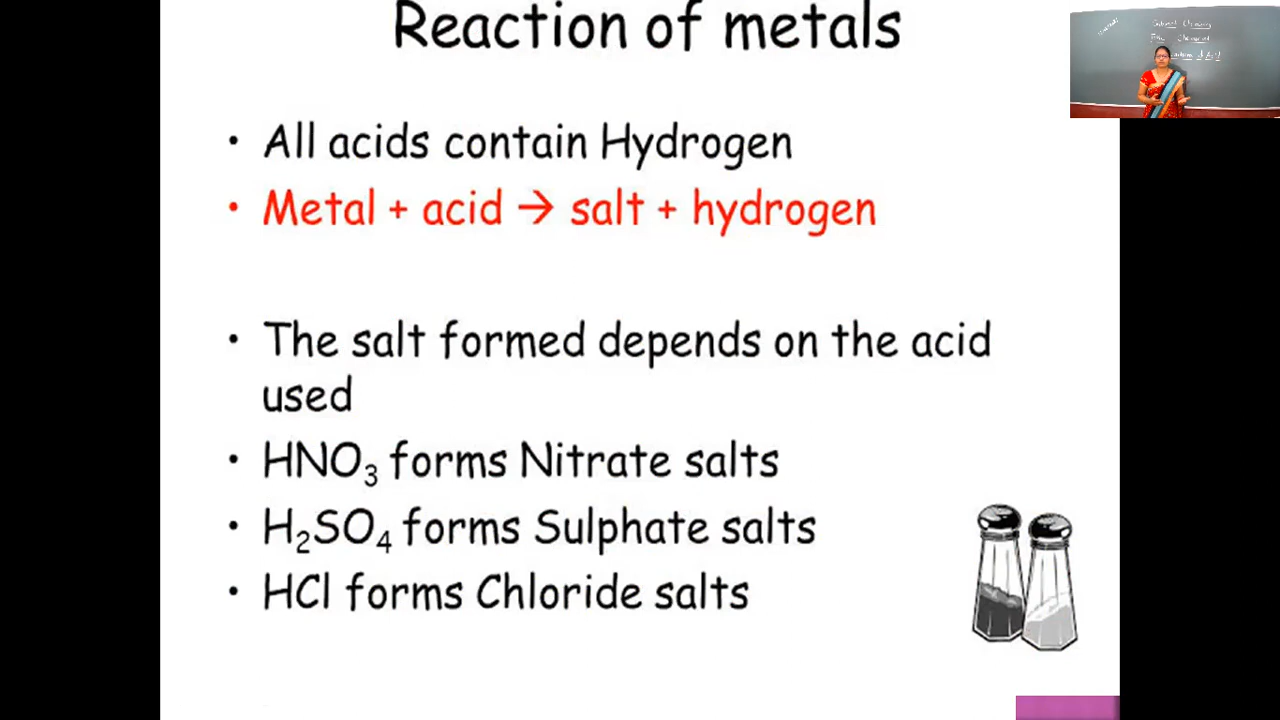 Reaction of metals
• All acids contain Hydrogen
• Metal + acid → salt + hydrogen
• The salt formed depends on the acid
used
• HNO₃ forms Nitrate salts
• H₂SO₄ forms Sulphate salts
• HCl forms Chloride salts